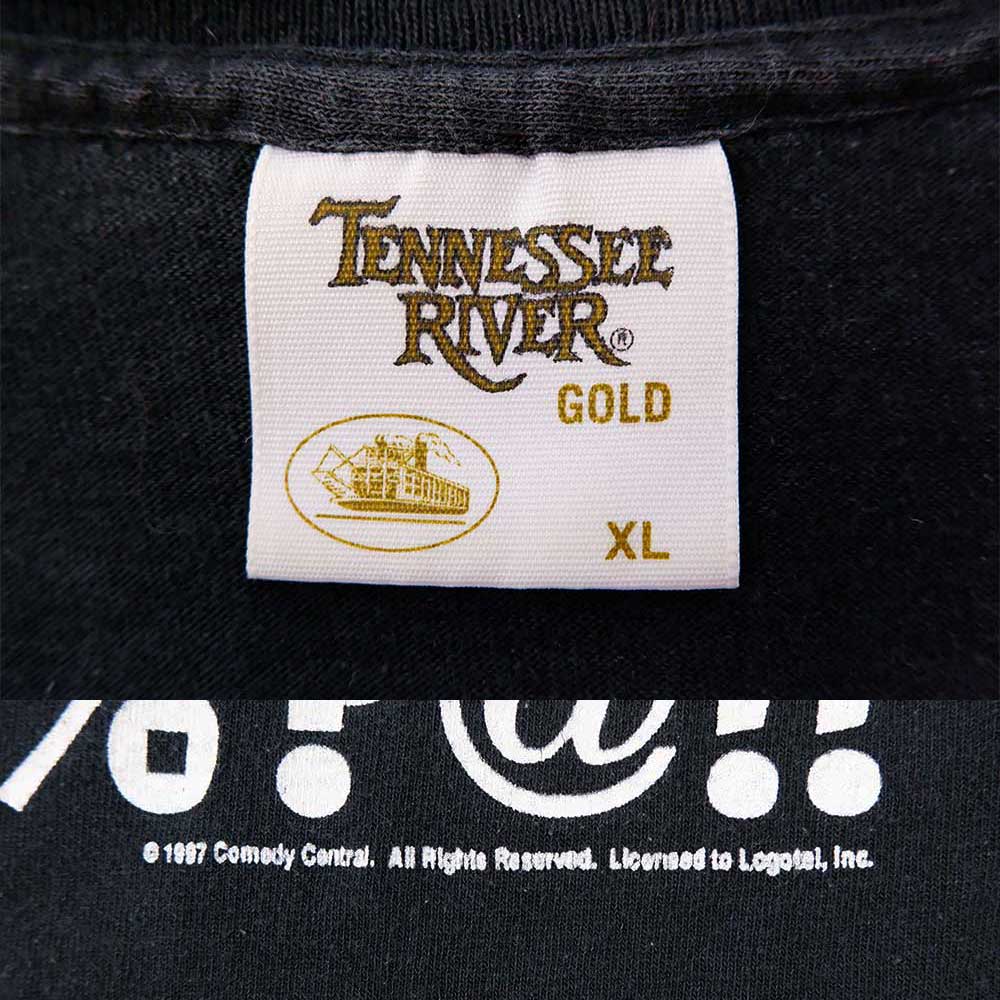 TENNESSEE
RIVER®
GOLD
XL
%?@!!
© 1997 Comedy Central. All Rights Reserved. Licensed to Logotel, Inc.